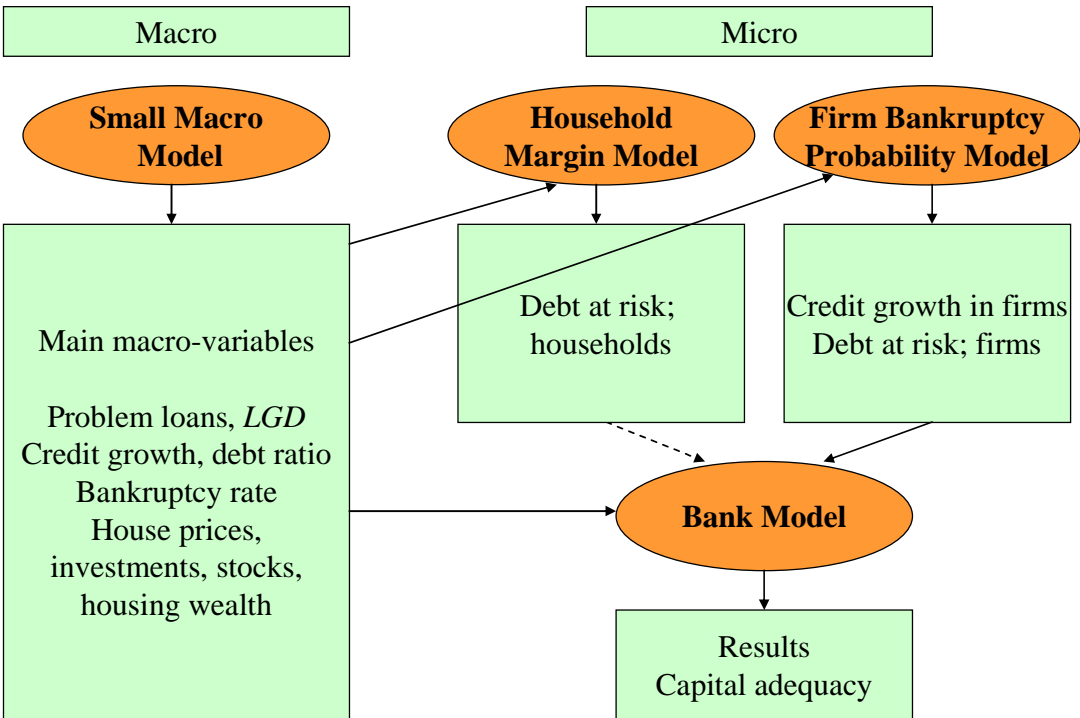 Macro
Micro
Small Macro
Model
Household
Margin Model
Firm Bankruptcy
Probability Model
Main macro-variables
Problem loans, LGD
Credit growth, debt ratio
Bankruptcy rate
House prices,
investments, stocks,
housing wealth
Debt at risk;
households
Credit growth in firms
Debt at risk; firms
Bank Model
Results
Capital adequacy